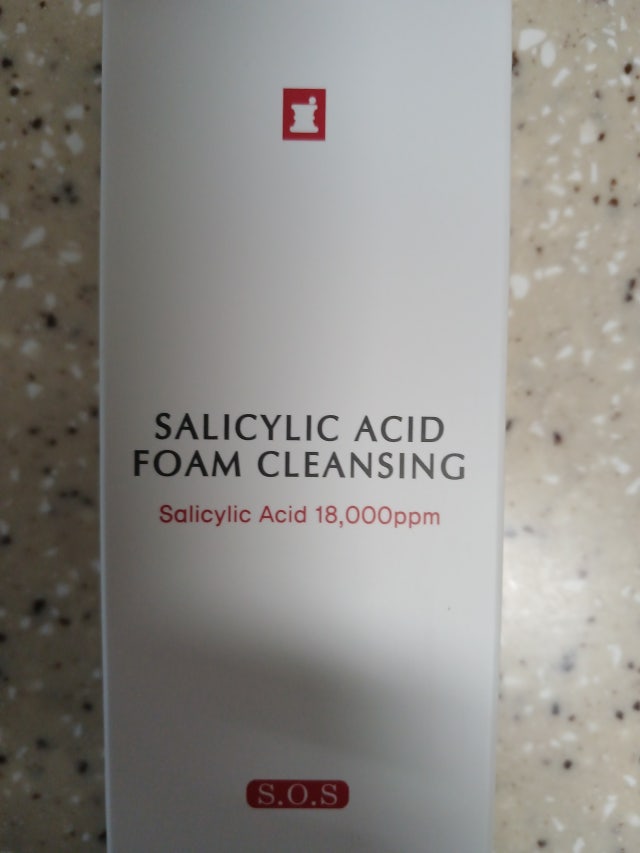 SALICYLIC ACID
FOAM CLEANSING
Salicylic Acid 18,000ppm
S.O.S